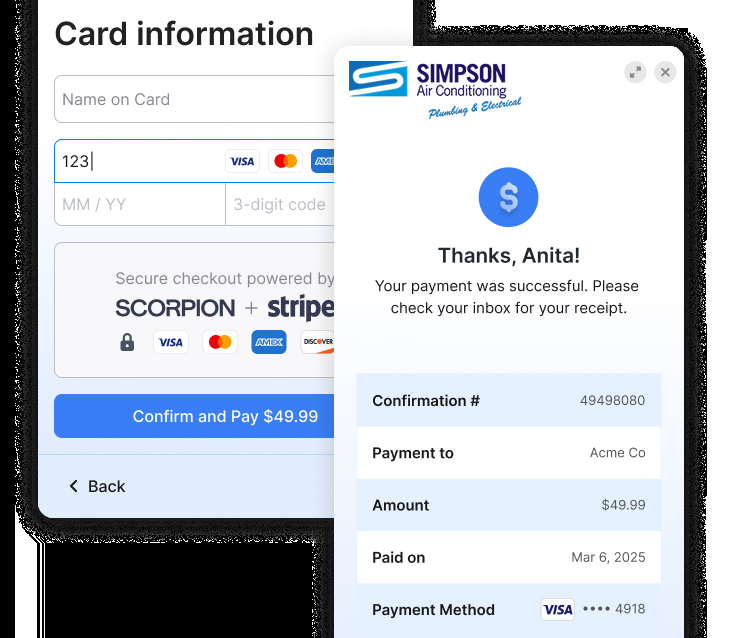 Card information
Name on Card
123
VISA
AMEX
MM / YY
3-digit code
Secure checkout powered by
SCORPION + stripe
VISA
AMEX
DISCOVER
Confirm and Pay $49.99
Back
SIMPSON
Air Conditioning
Plumbing & Electrical
$
Thanks, Anita!
Your payment was successful. Please
check your inbox for your receipt.
Confirmation # 49498080
Payment to Acme Co
Amount $49.99
Paid on Mar 6, 2025
Payment Method VISA •••• 4918